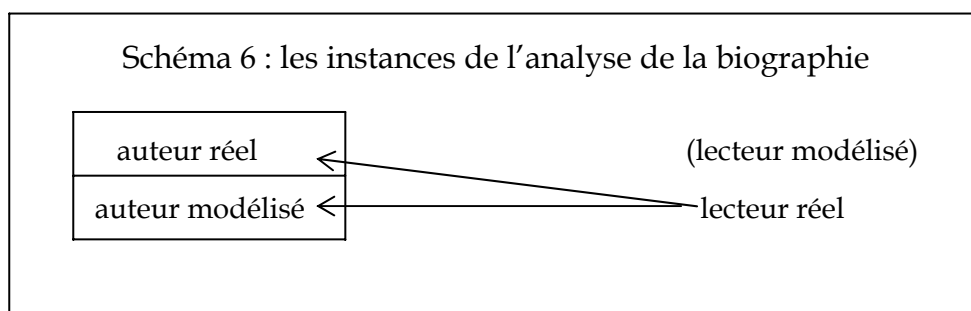 Schéma 6 : les instances de l’analyse de la biographie
auteur réel
(lecteur modélisé)
auteur modélisé
lecteur réel